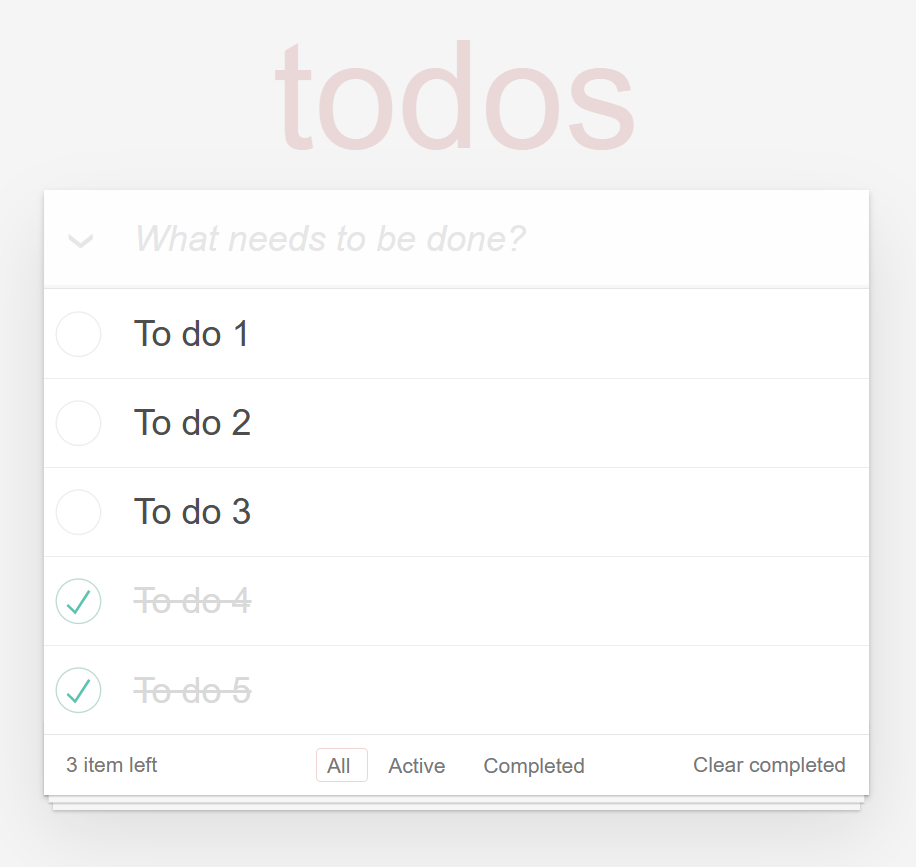 todos
What needs to be done?
To do 1
To do 2
To do 3
To do 4
To do 5
3 item left All Active Completed Clear completed